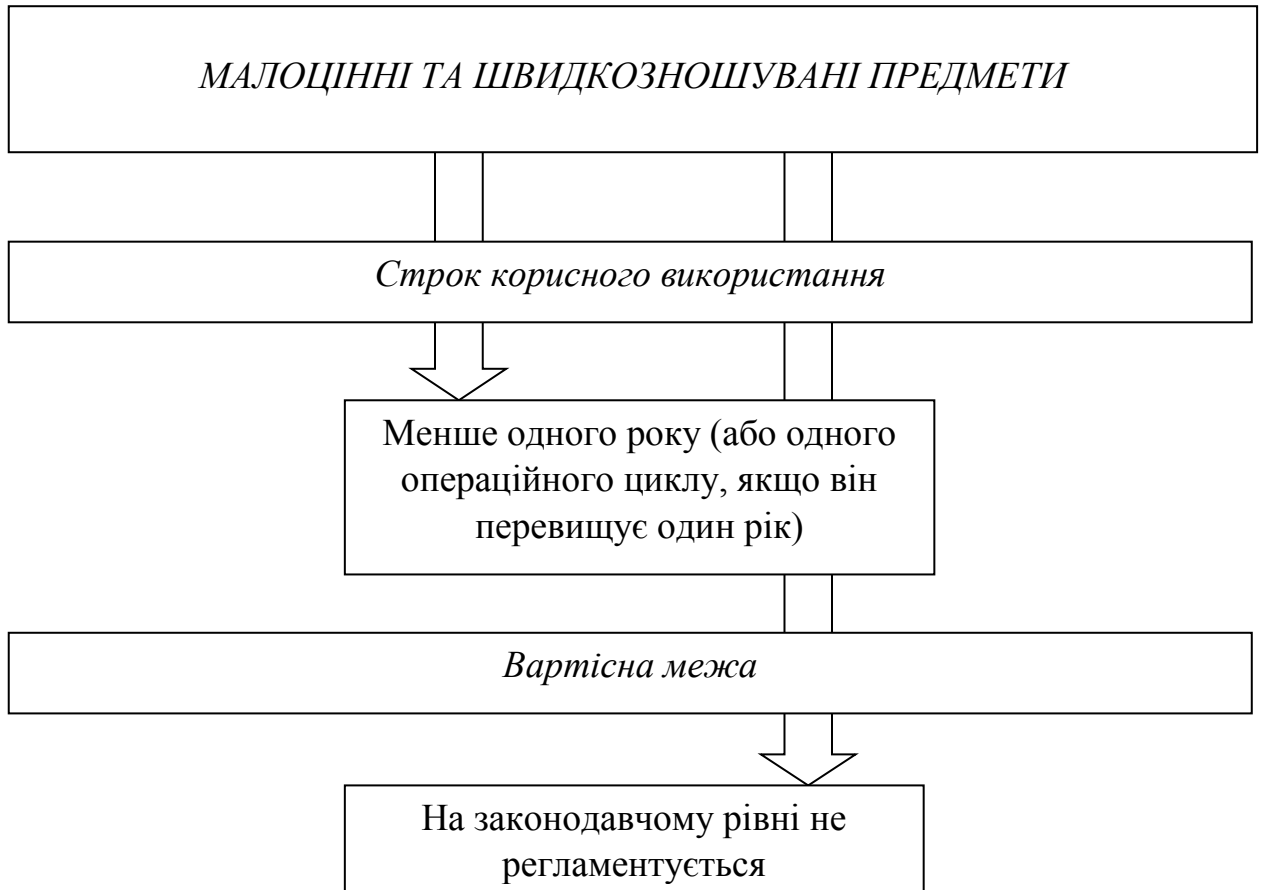 МАЛОЦІННІ ТА ШВИДКОЗНОШУВАНІ ПРЕДМЕТИ
Строк корисного використання
Менше одного року (або одного
операційного циклу, якщо він
перевищує один рік)
Вартісна межа
На законодавчому рівні не
регламентується